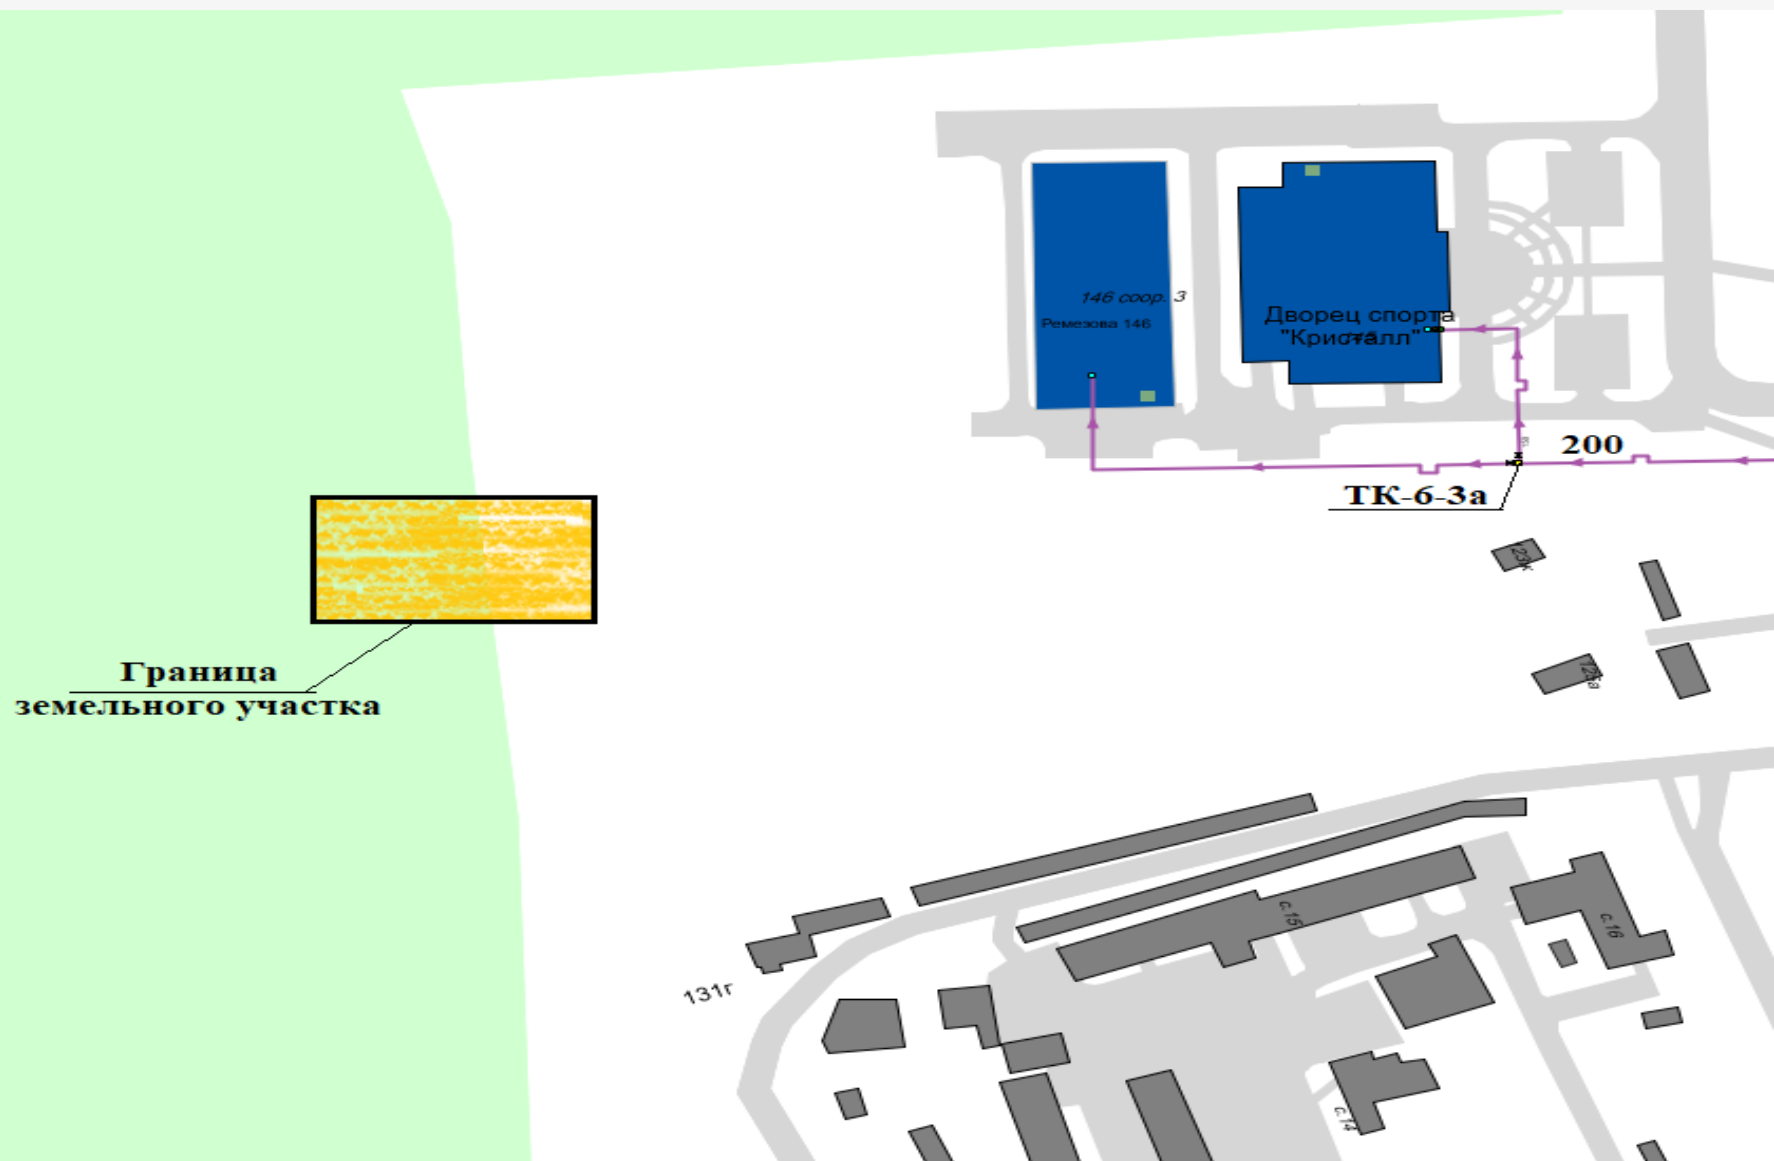 146 соор. 3
Ремезова 146
Дворец спорта
"Кристалл"
200
ТК-6-3а
Граница
земельного участка
125а
с.15
с.16
131г
с.14